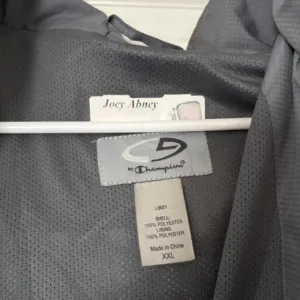 Joey Abney
by Champion
SHELL:
100% POLYESTER
LINING:
100% POLYESTER
Made in China
XXL